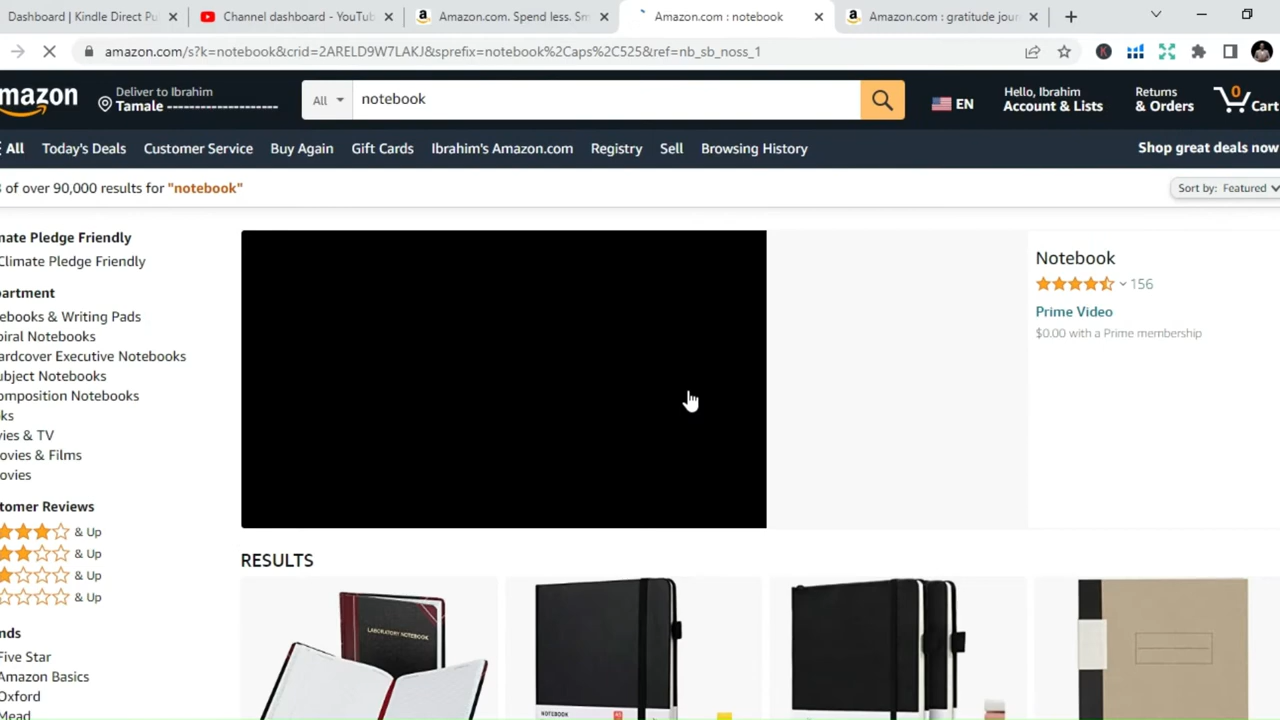 Dashboard | Kindle Direct Pu
Channel dashboard - YouTub
Amazon.com. Spend less. Sm
Amazon.com : notebook
Amazon.com : gratitude jour
amazon.com/s?k=notebook&crid=2ARELD9W7LAKJ&sprefix=notebook%2Caps%2C525&ref=nb_sb_noss_1
mazon
Deliver to Ibrahim
Tamale --------------------
All
notebook
EN
Hello, Ibrahim
Account & Lists
Returns
& Orders
0
Cart
All
Today's Deals
Customer Service
Buy Again
Gift Cards
Ibrahim's Amazon.com
Registry
Sell
Browsing History
Shop great deals now
of over 90,000 results for "notebook"
Sort by: Featured
mate Pledge Friendly
Climate Pledge Friendly
partment
ebooks & Writing Pads
piral Notebooks
ardcover Executive Notebooks
ubject Notebooks
omposition Notebooks
ks
vies & TV
ovies & Films
ovies
tomer Reviews
& Up
& Up
& Up
& Up
nds
Five Star
Amazon Basics
Oxford
Mead
Notebook
156
Prime Video
$0.00 with a Prime membership
RESULTS
LABORATORY NOTEBOOK
NOTEBOOK